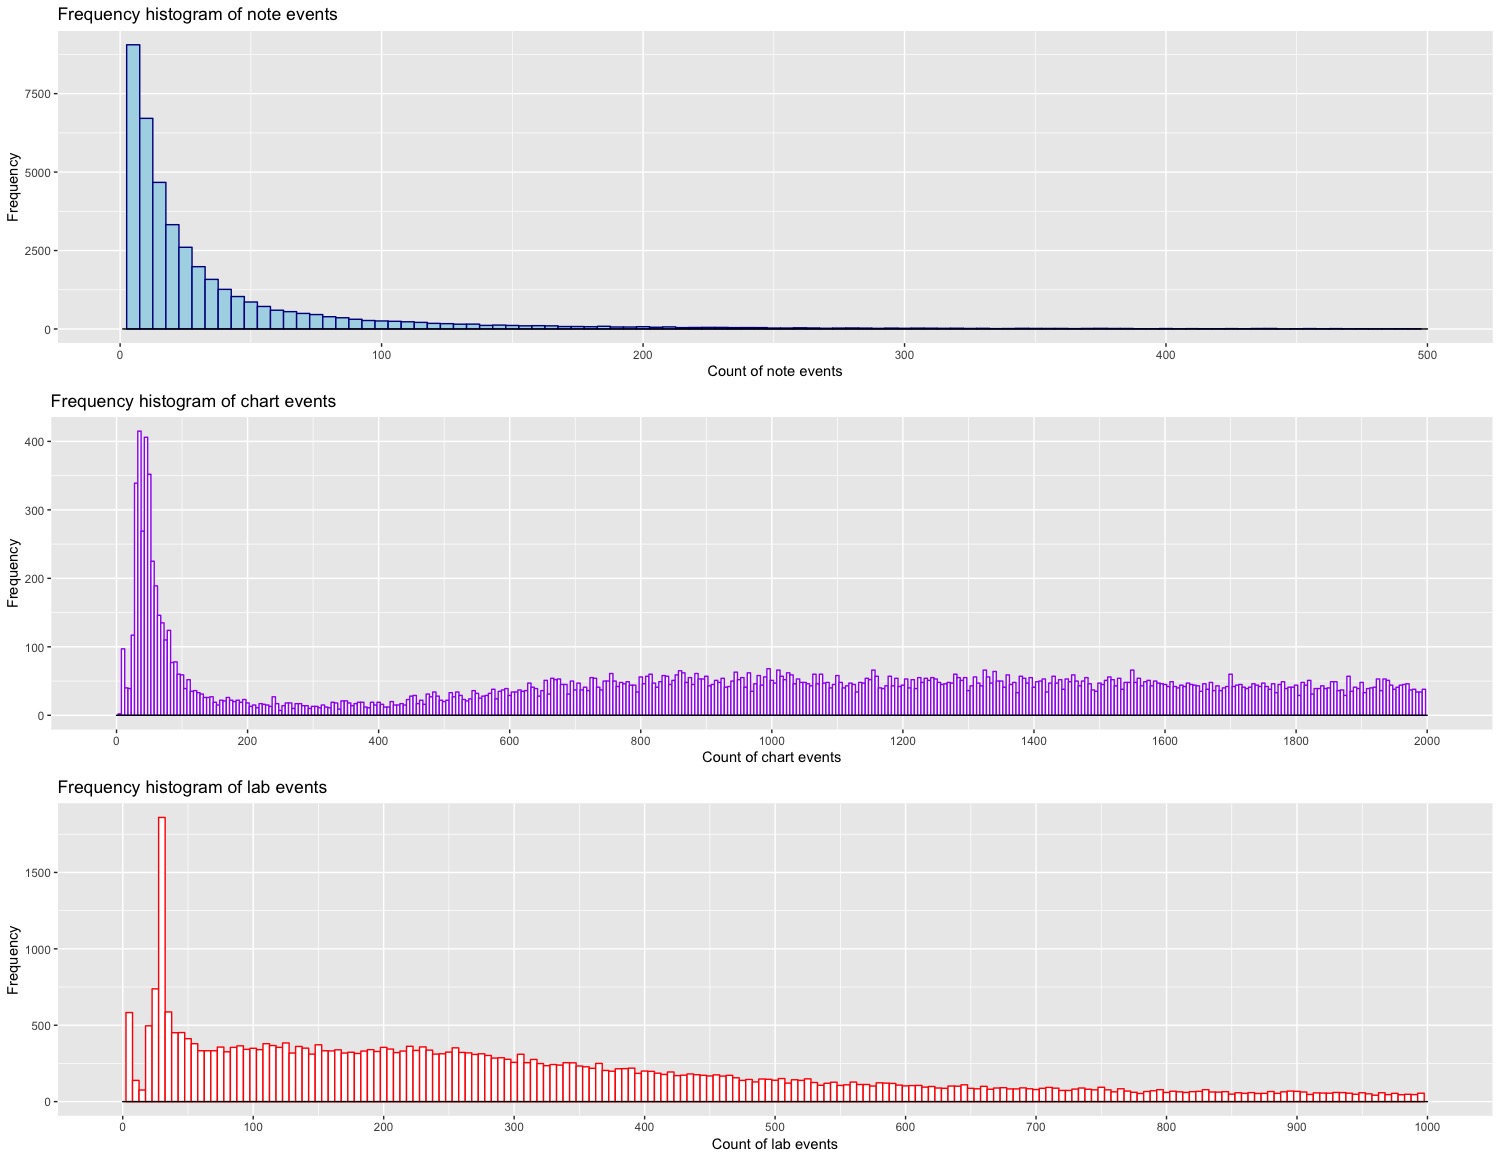 Frequency histogram of note events
7500
5000
2500
0
Frequency
0 100 200 300 400 500
Count of note events
Frequency histogram of chart events
400
300
200
100
0
Frequency
0 200 400 600 800 1000 1200 1400 1600 1800 2000
Count of chart events
Frequency histogram of lab events
1500
1000
500
0
Frequency
0 100 200 300 400 500 600 700 800 900 1000
Count of lab events